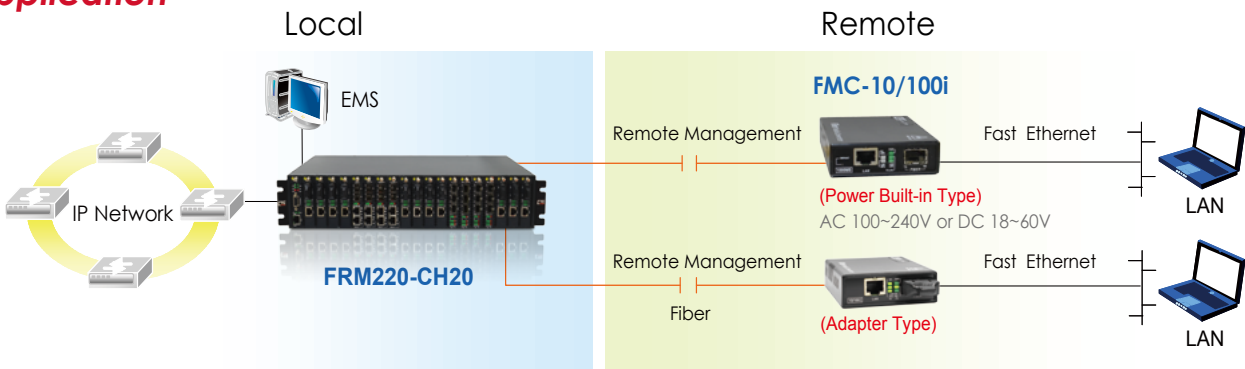 Local
Remote
EMS
FMC-10/100i
Remote Management
Fast Ethernet
(Power Built-in Type)
AC 100~240V or DC 18~60V
LAN
IP Network
FRM220-CH20
Remote Management
Fast Ethernet
Fiber
(Adapter Type)
LAN